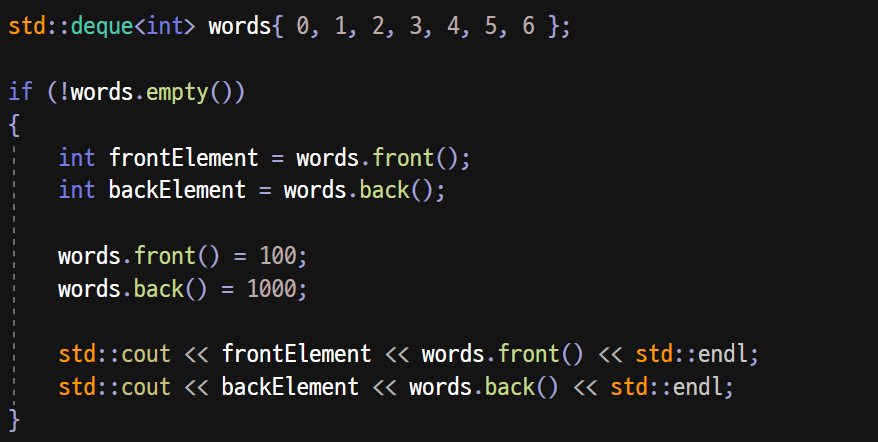 std::deque<int> words{ 0, 1, 2, 3, 4, 5, 6 };
if (!words.empty())
{
int frontElement = words.front();
int backElement = words.back();
words.front() = 100;
words.back() = 1000;
std::cout << frontElement << words.front() << std::endl;
std::cout << backElement << words.back() << std::endl;
}